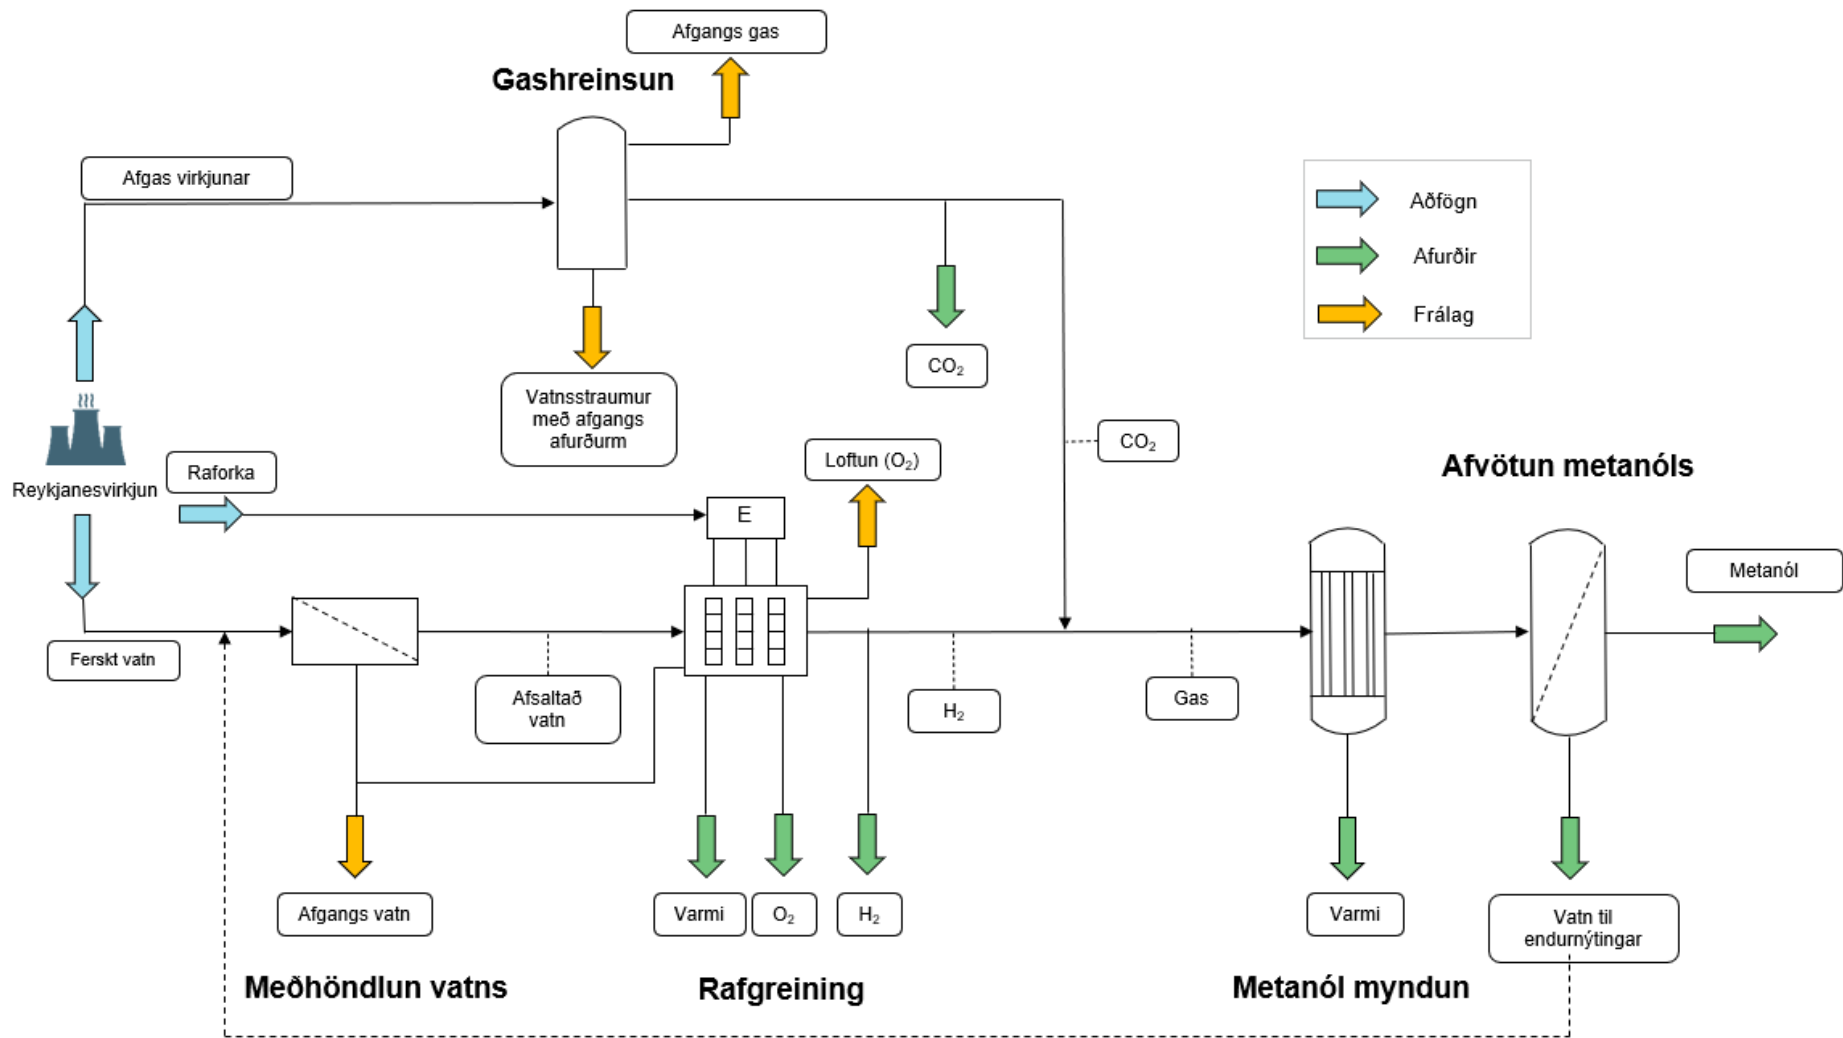 Afgangs gas
Gashreinsun
Afgas virkjunar
Aðfögn
Afurðir
Frálag
CO₂
Vatnsstraumur
með afgangs
afurðurm
CO₂
Loftun (O₂)
Afvötun metanóls
Raforka
Reykjanesvirkjun
E
Metanól
Ferskt vatn
Afsaltað
vatn
H₂
Gas
Afgangs vatn
Varmi
O₂
H₂
Varmi
Vatn til
endurnýtingar
Meðhöndlun vatns
Rafgreining
Metanól myndun